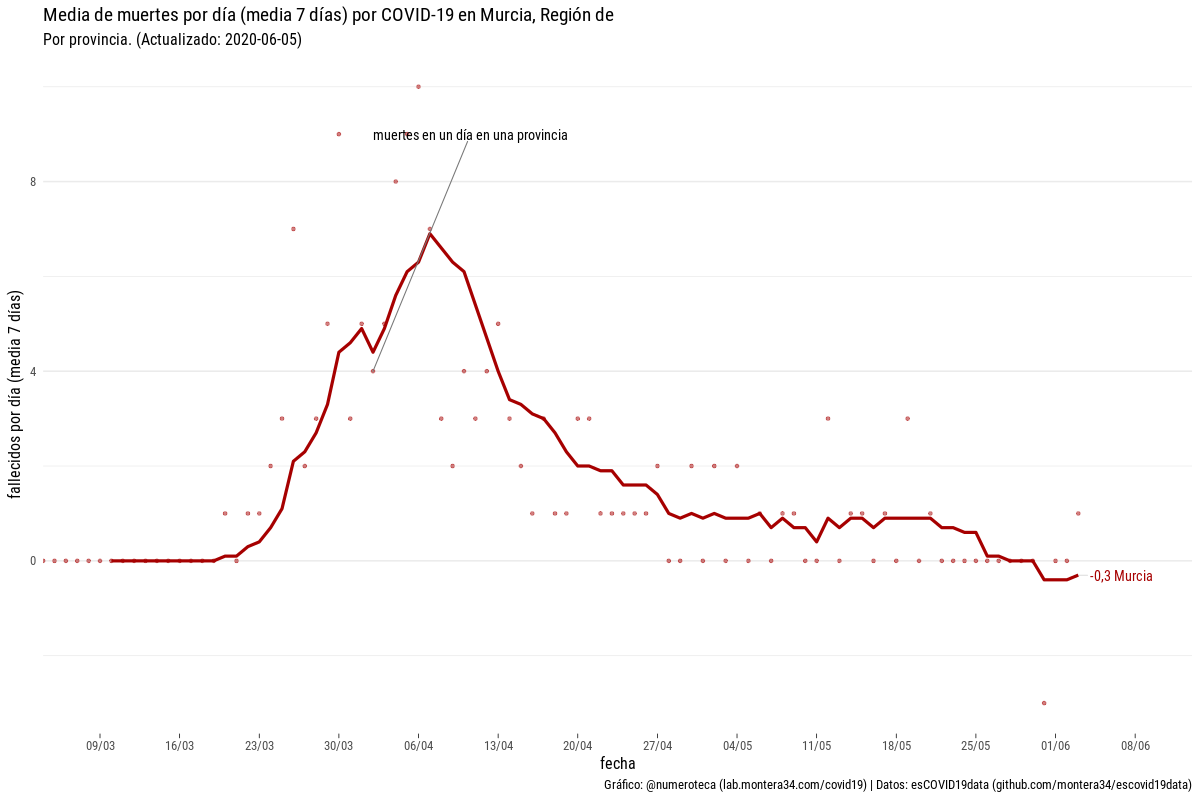 Media de muertes por día (media 7 días) por COVID-19 en Murcia, Región de
Por provincia. (Actualizado: 2020-06-05)
muertes en un día en una provincia
8
4
0
fallecidos por día (media 7 días)
-0,3 Murcia
09/03 16/03 23/03 30/03 06/04 13/04 20/04 27/04 04/05 11/05 18/05 25/05 01/06 08/06
fecha
Gráfico: @numeroteca (lab.montera34.com/covid19) | Datos: esCOVID19data (github.com/montera34/escovid19data)